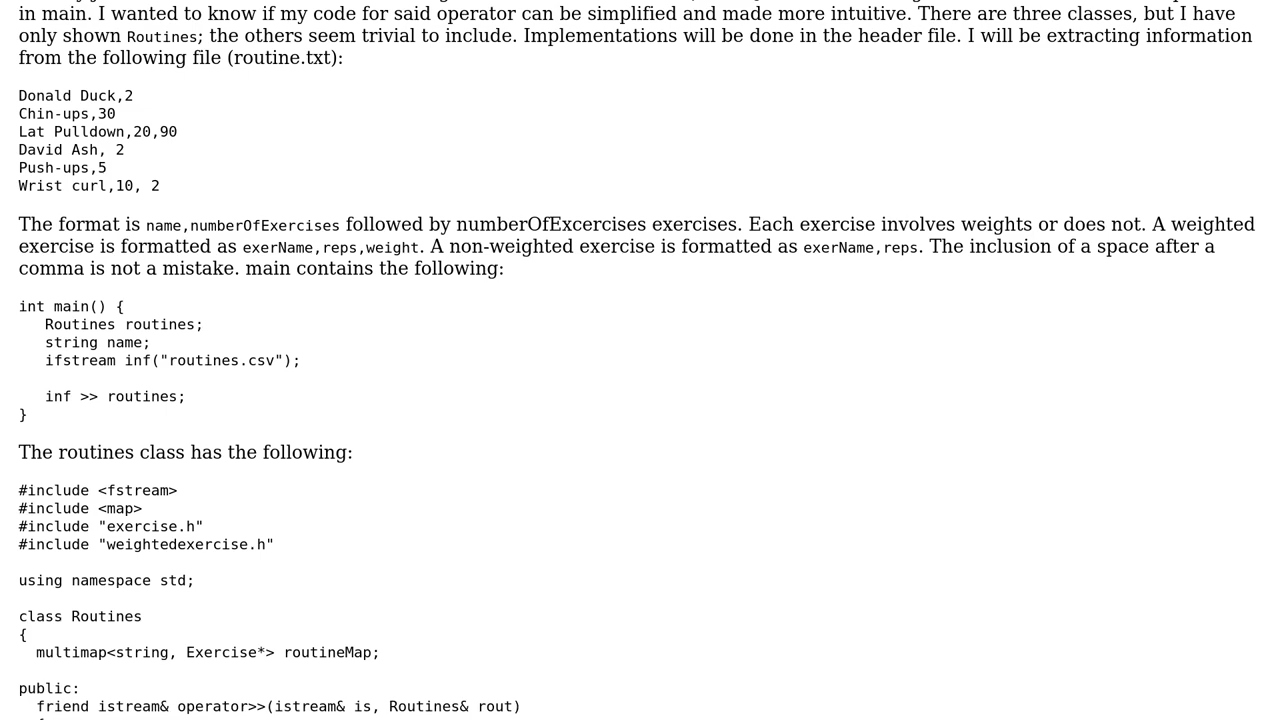 in main. I wanted to know if my code for said operator can be simplified and made more intuitive. There are three classes, but I have
only shown Routines; the others seem trivial to include. Implementations will be done in the header file. I will be extracting information
from the following file (routine.txt):
Donald Duck,2
Chin-ups,30
Lat Pulldown,20,90
David Ash, 2
Push-ups,5
Wrist curl,10, 2
The format is name,numberOfExercises followed by numberOfExcercises exercises. Each exercise involves weights or does not. A weighted
exercise is formatted as exerName,reps,weight. A non-weighted exercise is formatted as exerName,reps. The inclusion of a space after a
comma is not a mistake. main contains the following:
int main() {
   Routines routines;
   string name;
   ifstream inf("routines.csv");
   inf >> routines;
}
The routines class has the following:
#include <fstream>
#include <map>
#include "exercise.h"
#include "weightedexercise.h"
using namespace std;
class Routines
{
  multimap<string, Exercise*> routineMap;
public:
  friend istream& operator>>(istream& is, Routines& rout)